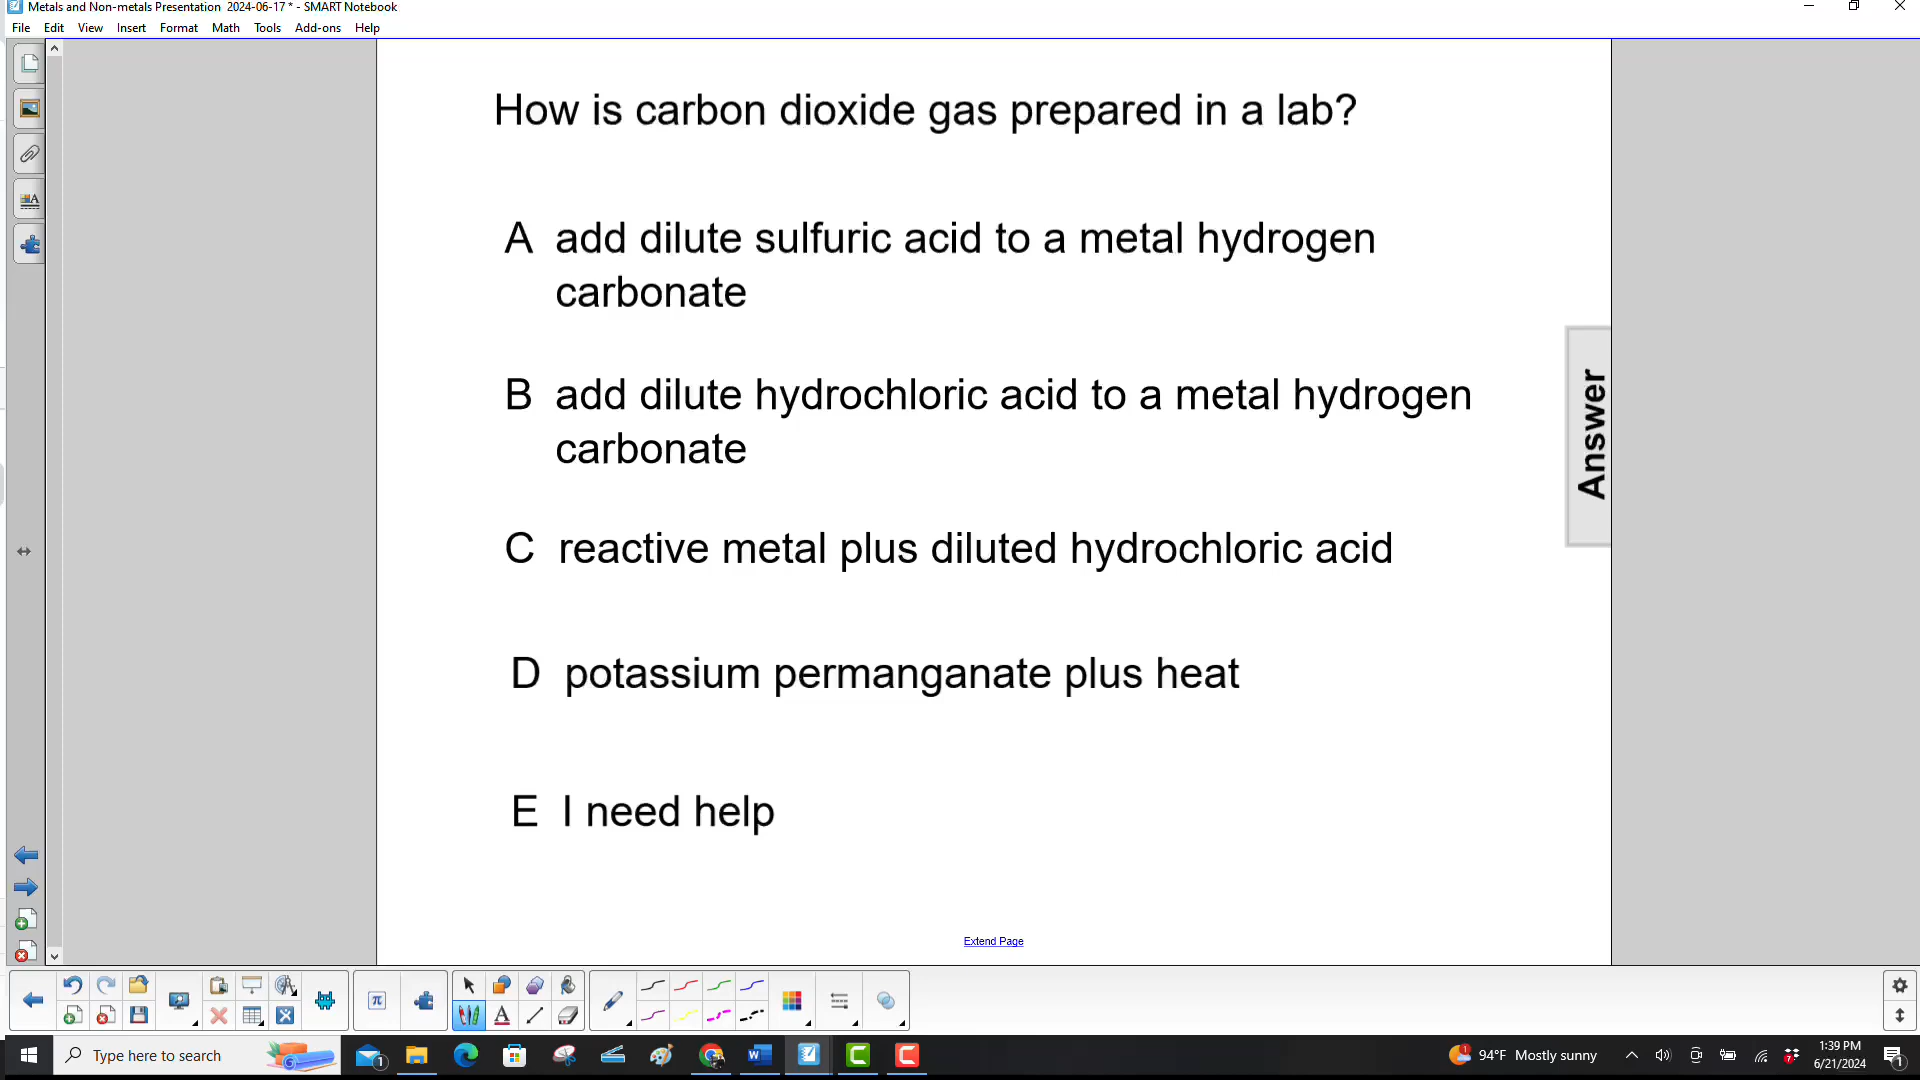 Metals and Non-metals Presentation 2024-06-17 * - SMART Notebook
File Edit View Insert Format Math Tools Add-ons Help
How is carbon dioxide gas prepared in a lab?
A add dilute sulfuric acid to a metal hydrogen
carbonate
B add dilute hydrochloric acid to a metal hydrogen
carbonate
C reactive metal plus diluted hydrochloric acid
D potassium permanganate plus heat
E I need help
Answer
Extend Page
Type here to search
94°F Mostly sunny
1:39 PM
6/21/2024